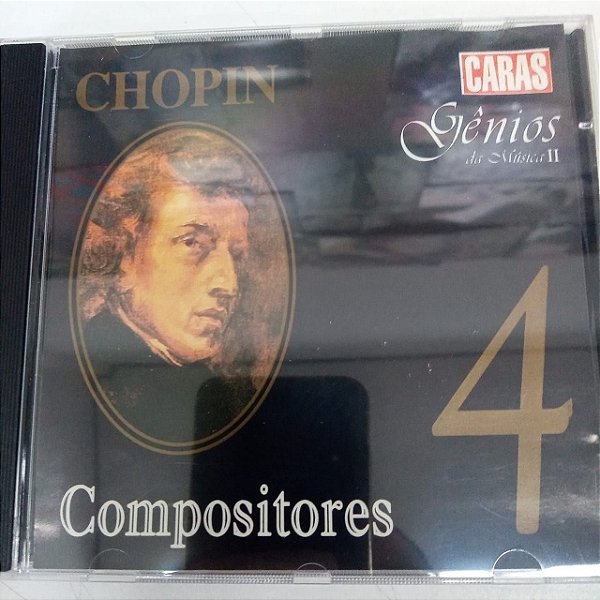 CHOPIN
CARAS
Gênios
da Música II
4
Compositores